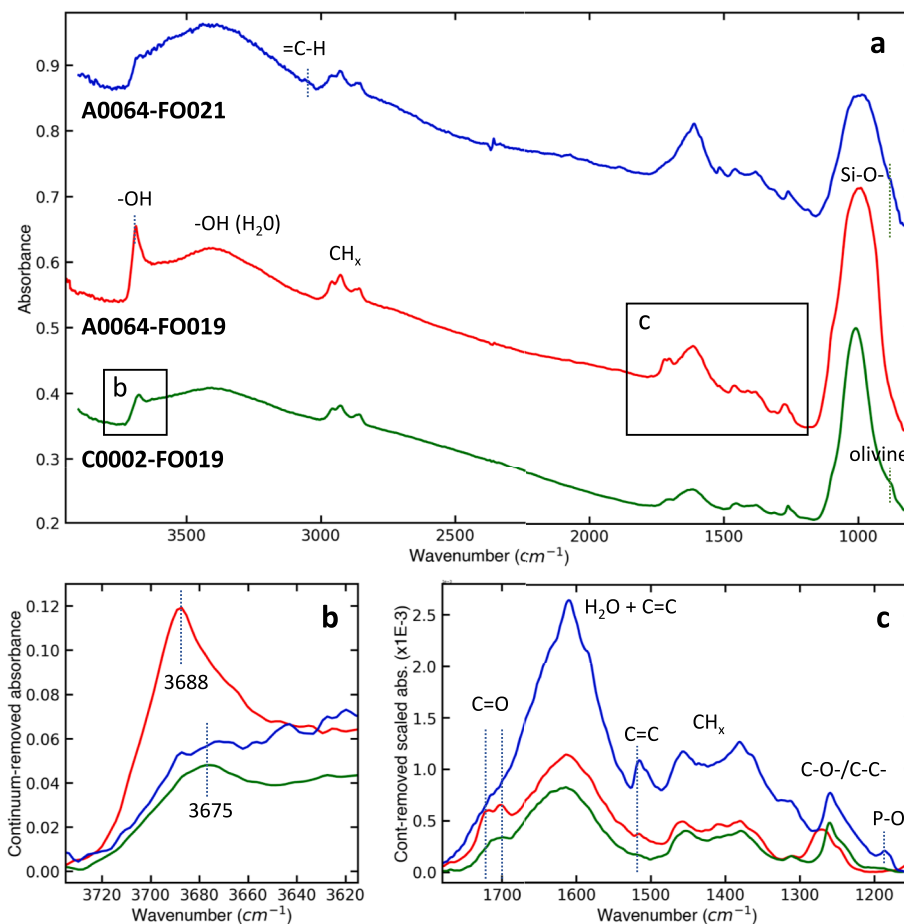 a
=C-H
0.9
A0064-FO021
0.8
0.7
Si-O-
-OH
-OH (H20)
CHx
0.6
Absorbance
A0064-FO019
0.5
c
b
0.4
C0002-FO019
0.3
olivine
0.2
3500 3000 2500 2000 1500 1000
Wavenumber (cm−1)
b
0.12
0.10
0.08
0.06
0.04
0.02
0.00
3688
3675
Continuum-removed absorbance
3720 3700 3680 3660 3640 3620
Wavenumber (cm−1)
c
H2O + C=C
2.5
2.0
1.5
1.0
0.5
0.0
C=O
C=C
CHx
C-O-/C-C-
P-O
Cont-removed scaled abs. (x1E-3)
1700 1600 1500 1400 1300 1200
Wavenumber (cm−1)